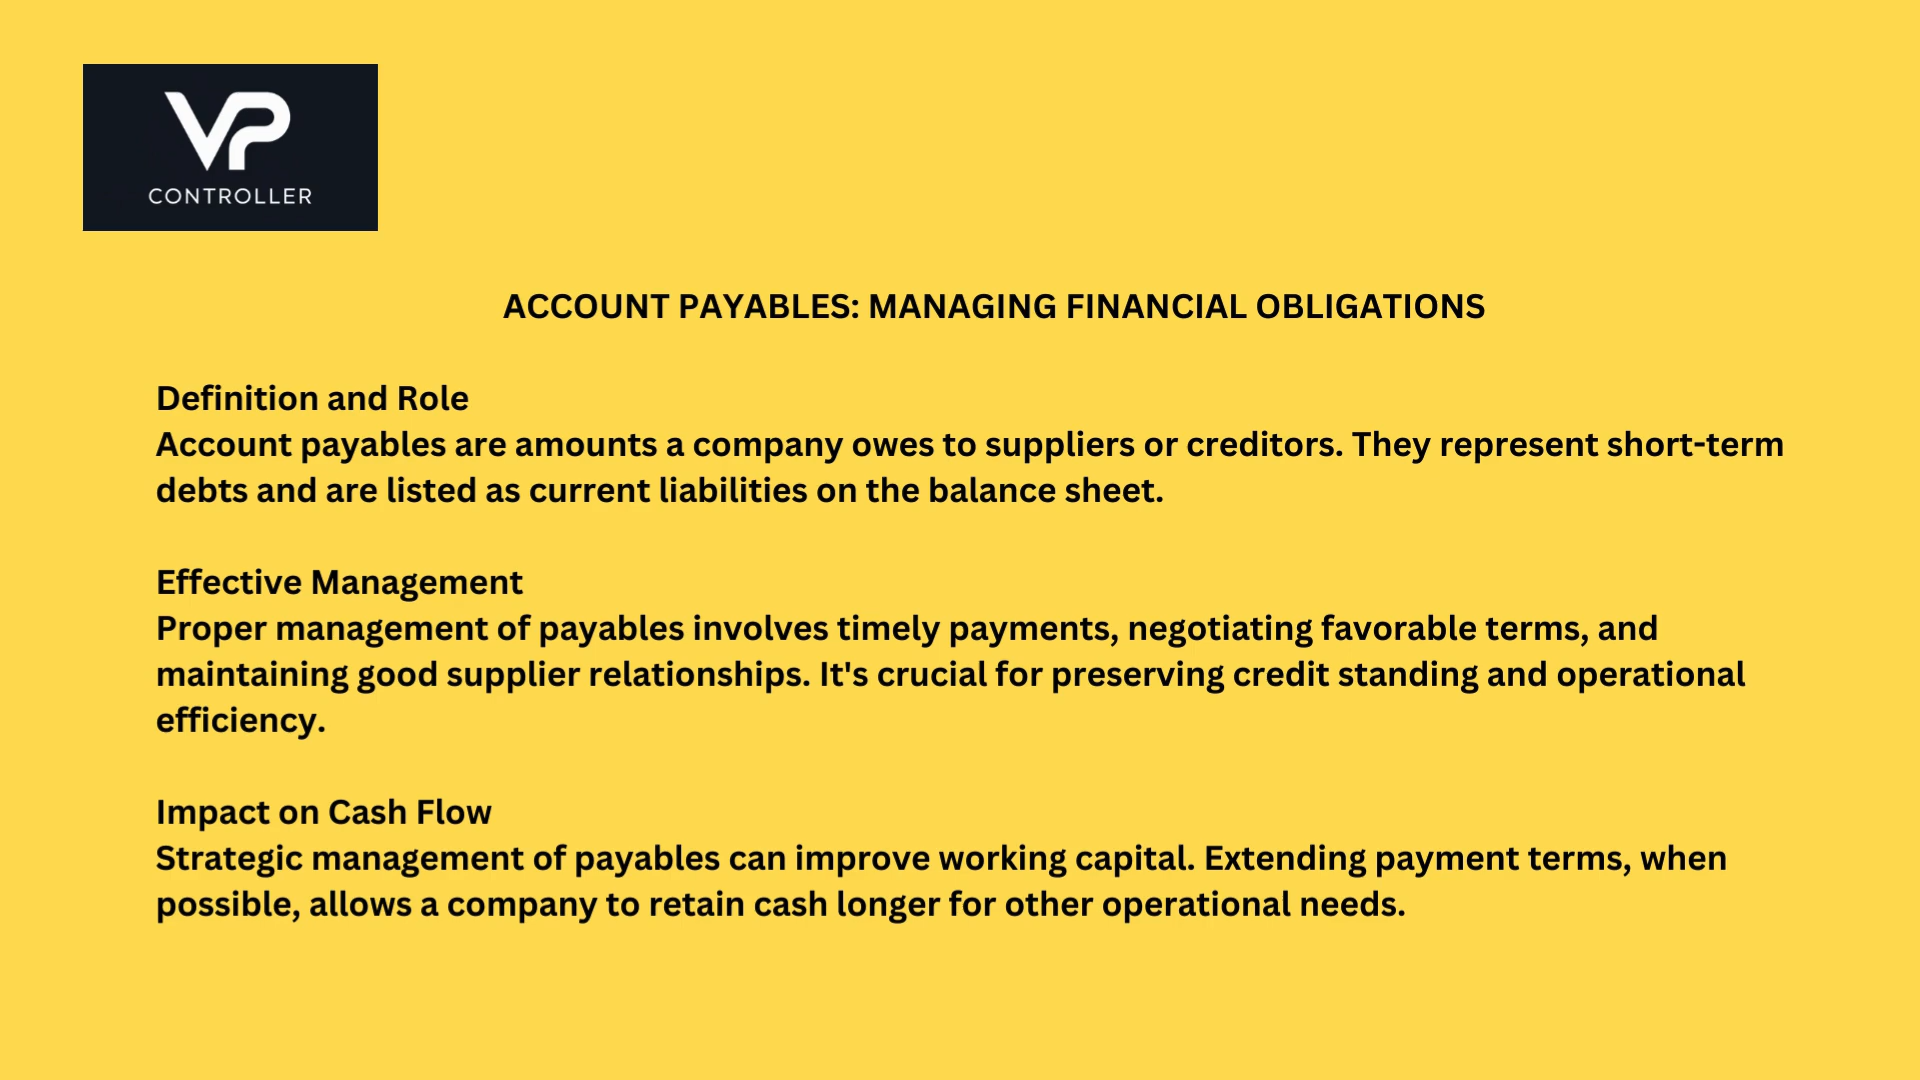 VP
CONTROLLER
ACCOUNT PAYABLES: MANAGING FINANCIAL OBLIGATIONS
Definition and Role
Account payables are amounts a company owes to suppliers or creditors. They represent short-term
debts and are listed as current liabilities on the balance sheet.
Effective Management
Proper management of payables involves timely payments, negotiating favorable terms, and
maintaining good supplier relationships. It's crucial for preserving credit standing and operational
efficiency.
Impact on Cash Flow
Strategic management of payables can improve working capital. Extending payment terms, when
possible, allows a company to retain cash longer for other operational needs.